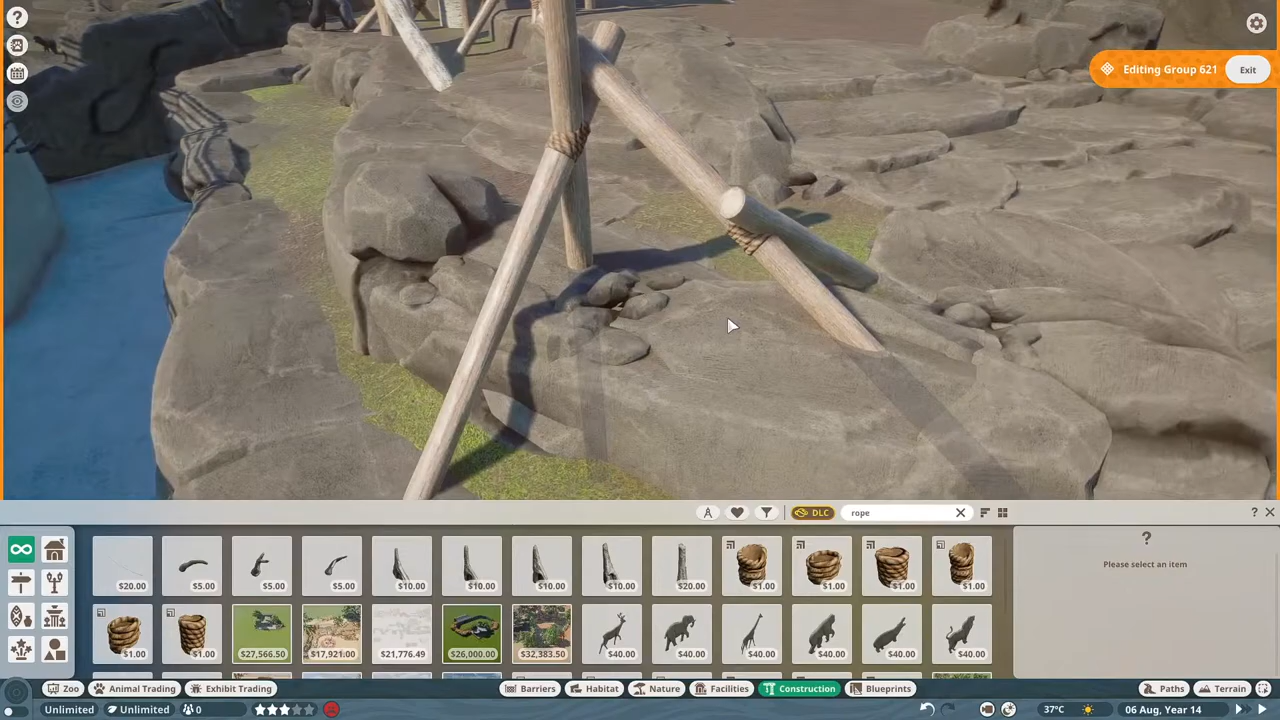 ?
Editing Group 621
Exit
DLC
rope
?
$20.00
$5.00
$5.00
$5.00
$10.00
$10.00
$10.00
$10.00
$20.00
$1.00
$1.00
$1.00
$1.00
?
Please select an item
$1.00
$1.00
$27,566.50
$17,921.00
$21,776.49
$26,000.00
$32,383.50
$40.00
$40.00
$40.00
$40.00
$40.00
$40.00
Zoo
Animal Trading
Exhibit Trading
Barriers
Habitat
Nature
Facilities
Construction
Blueprints
Paths
Terrain
Unlimited
Unlimited
0
37°C
06 Aug, Year 14